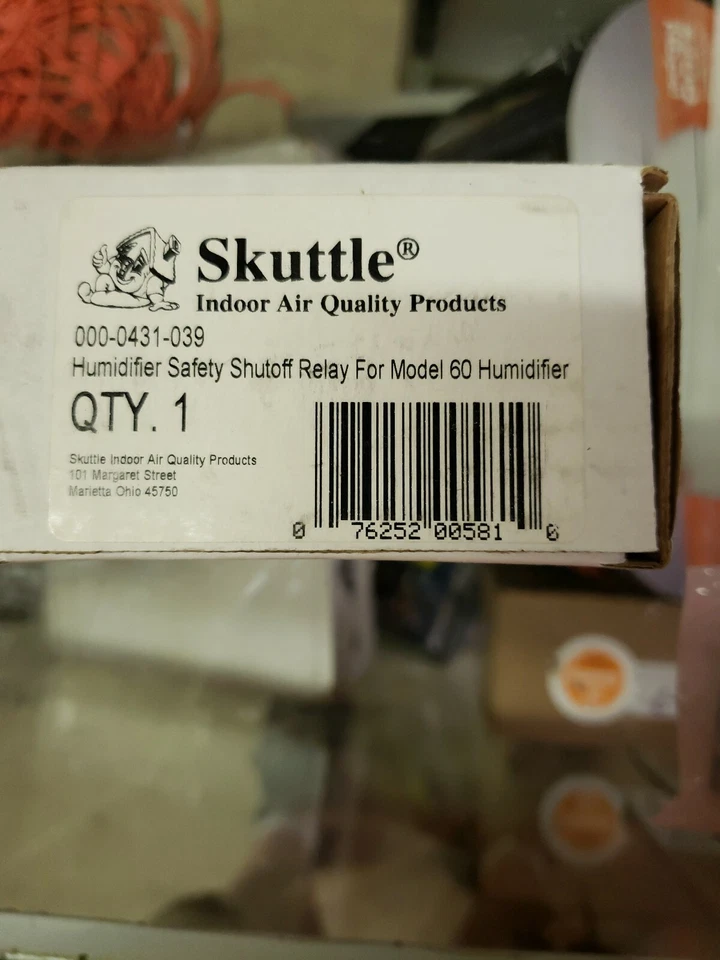 Skuttle®
Indoor Air Quality Products
000-0431-039
Humidifier Safety Shutoff Relay For Model 60 Humidifier
QTY. 1
Skuttle Indoor Air Quality Products
101 Margaret Street
Marietta Ohio 45750
0 76252 00581 6